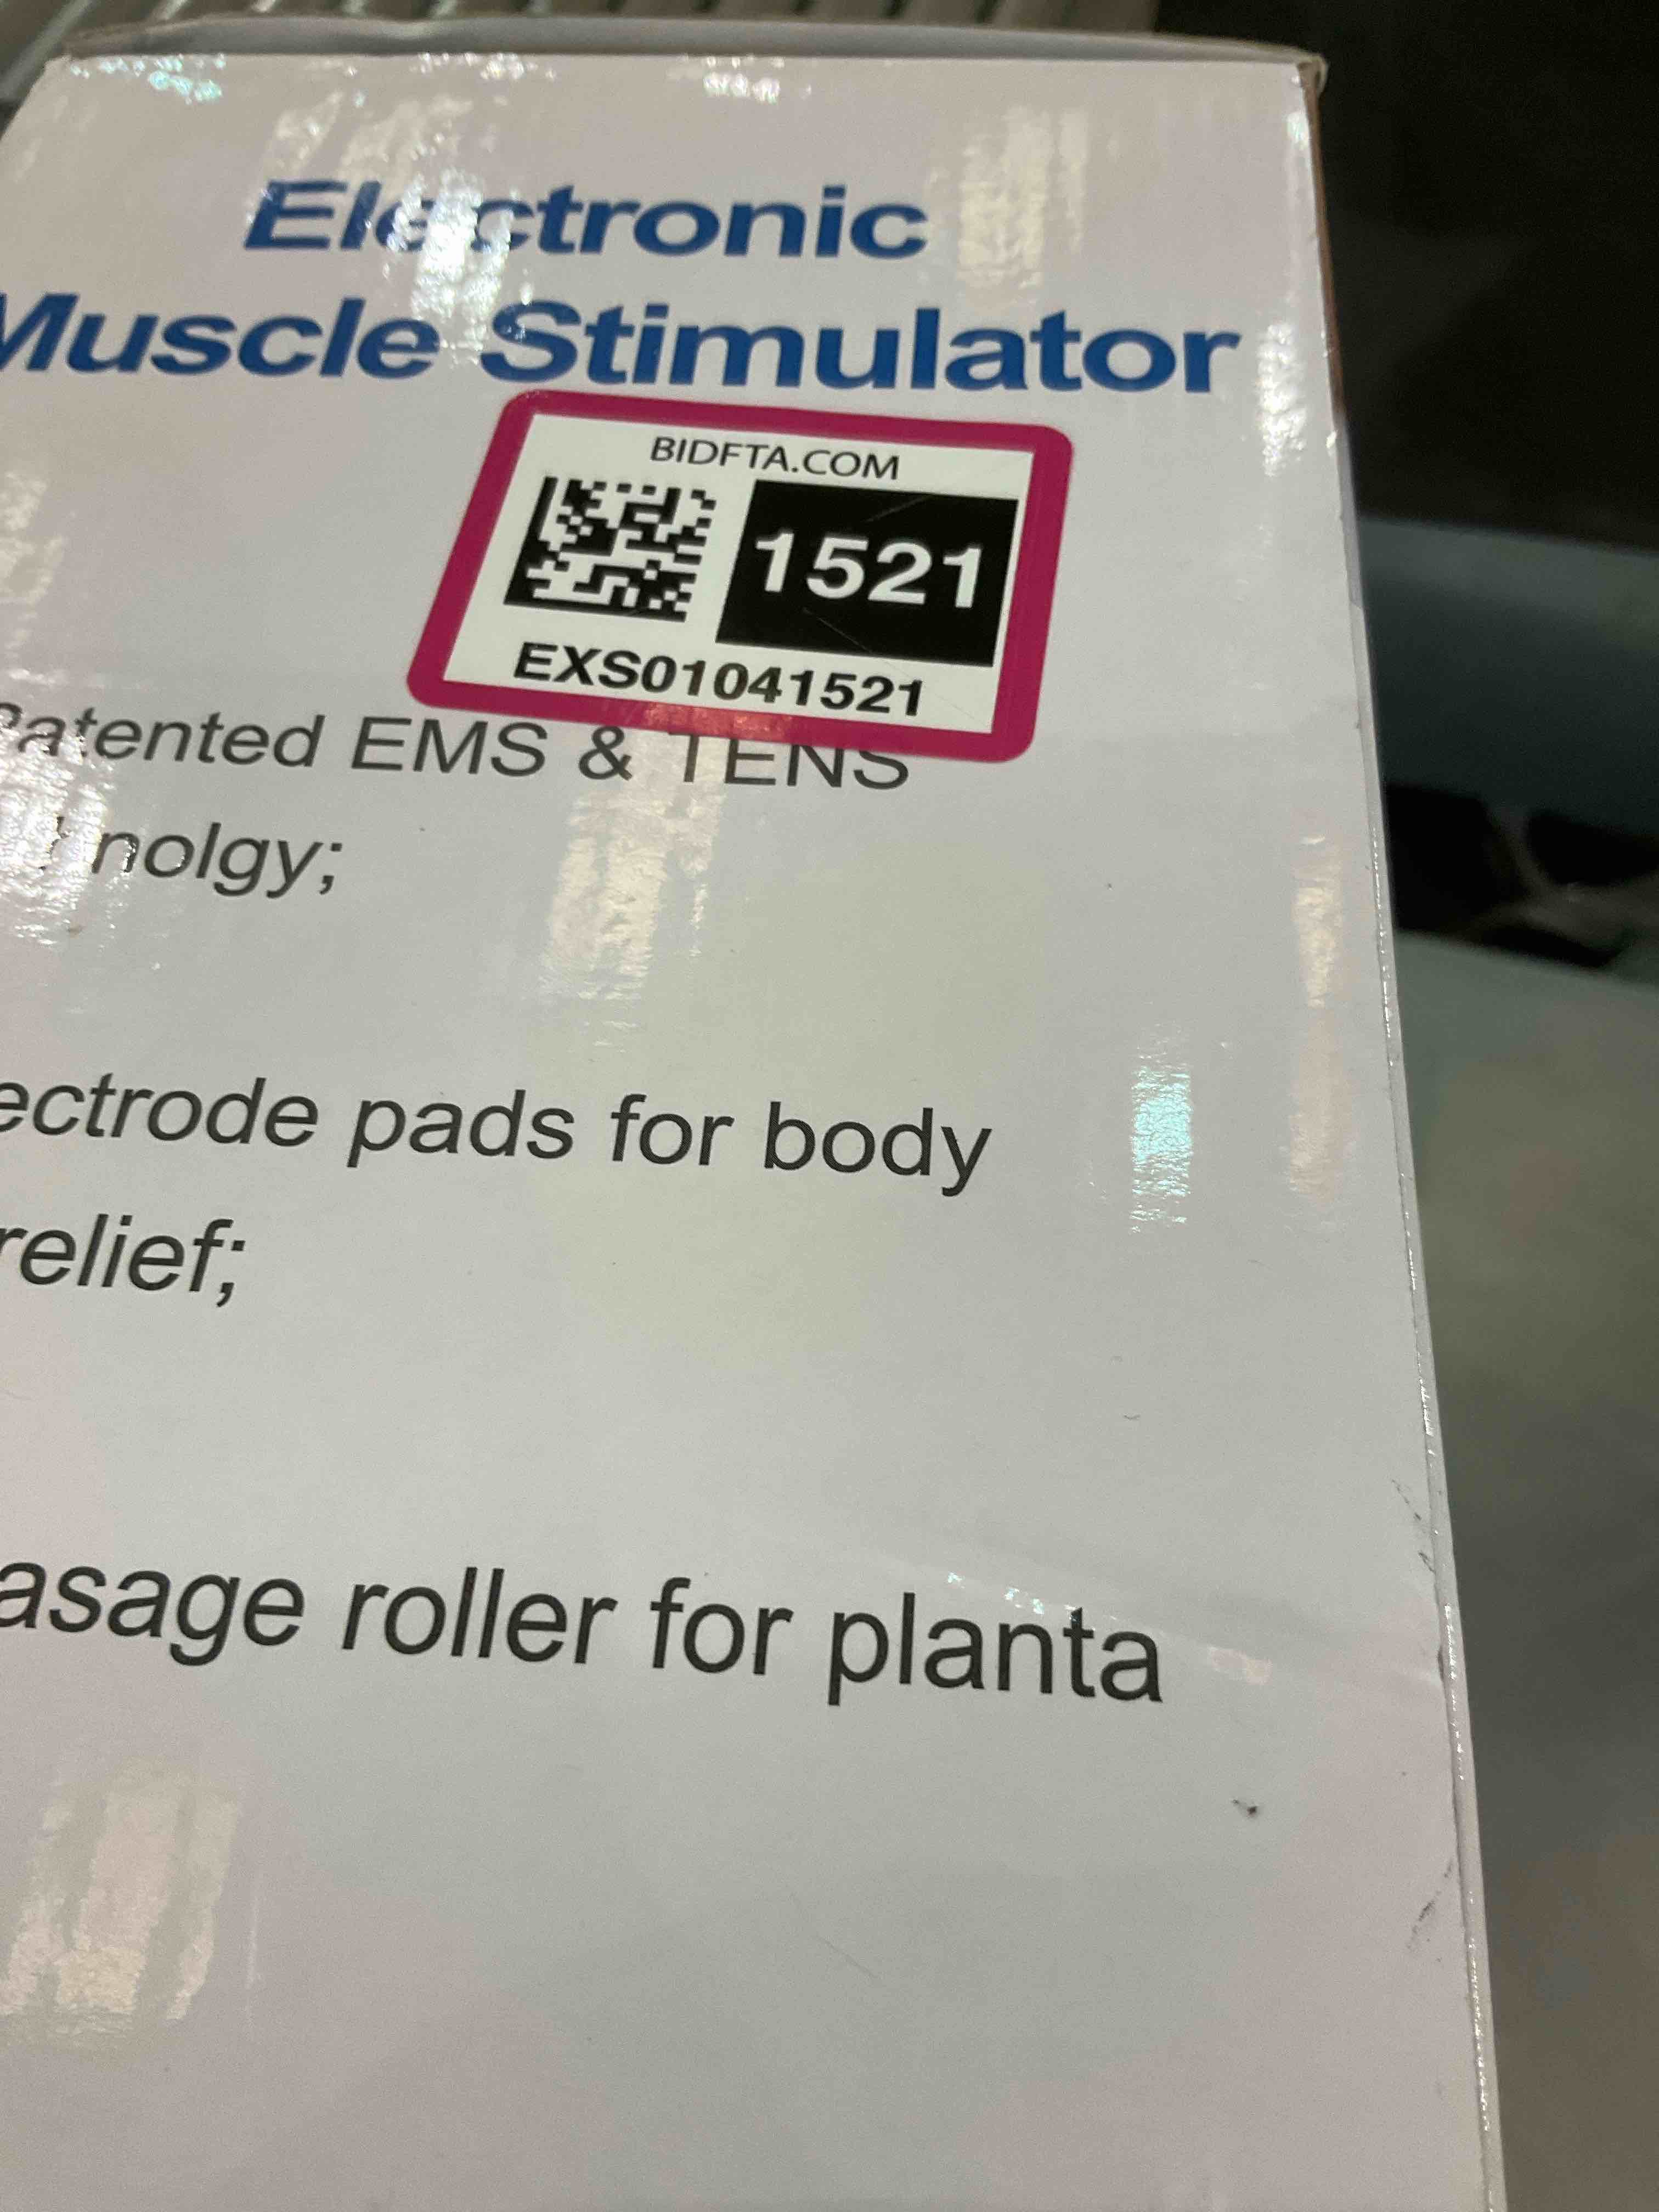 Electronic
Muscle Stimulator
BIDFTA.COM
1521
EXS01041521
Patented EMS & TENS
nolgy;
ectrode pads for body
relief;
asage roller for planta